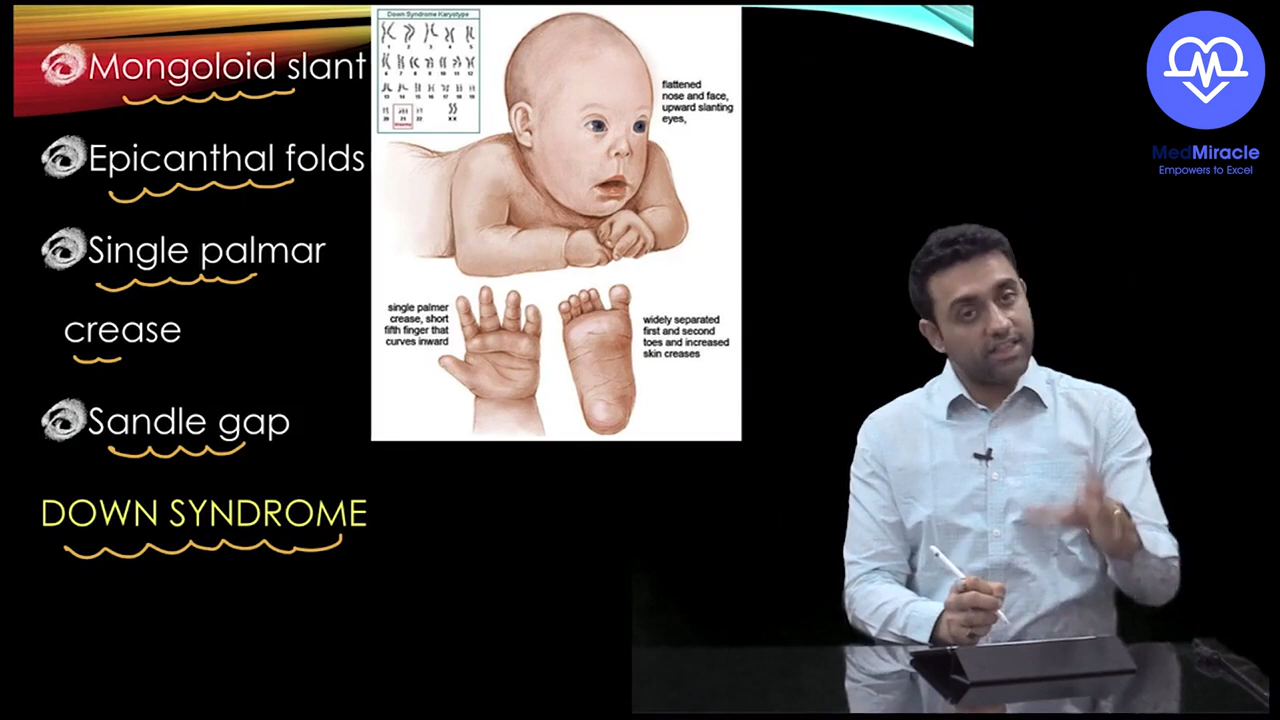 Mongoloid slant
Epicanthal folds
Single palmar
crease
Sandle gap
DOWN SYNDROME
Down Syndrome Karyotype
flattened
nose and face,
upward slanting
eyes,
single palmer
crease, short
fifth finger that
curves inward
widely separated
first and second
toes and increased
skin creases
MedMiracle
Empowers to Excel